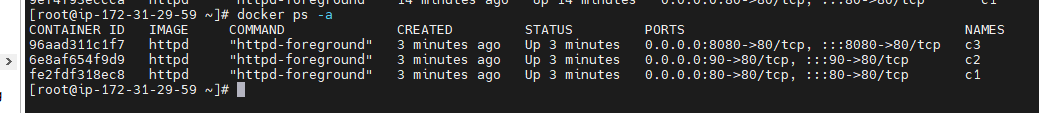 [root@ip-172-31-29-59 ~]# docker ps -a
CONTAINER ID   IMAGE   COMMAND   CREATED   STATUS   PORTS   NAMES
96aad311c1f7   httpd   "httpd-foreground"   3 minutes ago   Up 3 minutes   0.0.0.0:8080->80/tcp, :::8080->80/tcp   c3
6e8af654f9d9   httpd   "httpd-foreground"   3 minutes ago   Up 3 minutes   0.0.0.0:90->80/tcp, :::90->80/tcp   c2
fe2fdf318ec8   httpd   "httpd-foreground"   3 minutes ago   Up 3 minutes   0.0.0.0:80->80/tcp, :::80->80/tcp   c1
[root@ip-172-31-29-59 ~]#